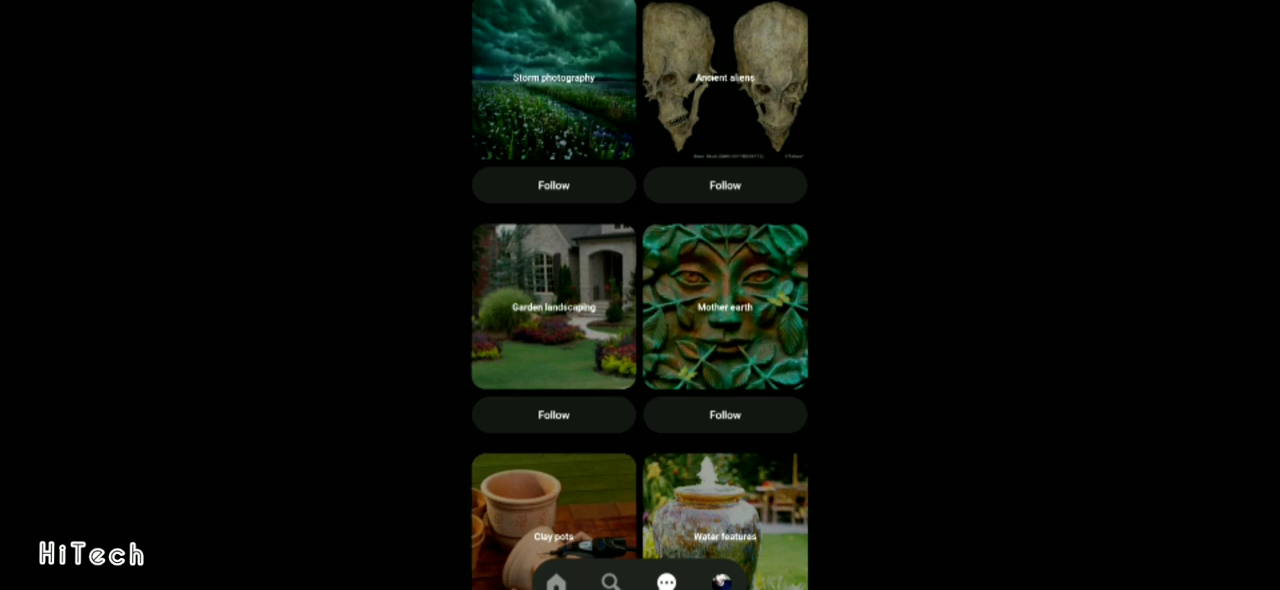 Storm photography
Ancient aliens
Follow
Follow
Garden landscaping
Mother earth
Follow
Follow
Clay pots
Water features
HiTech